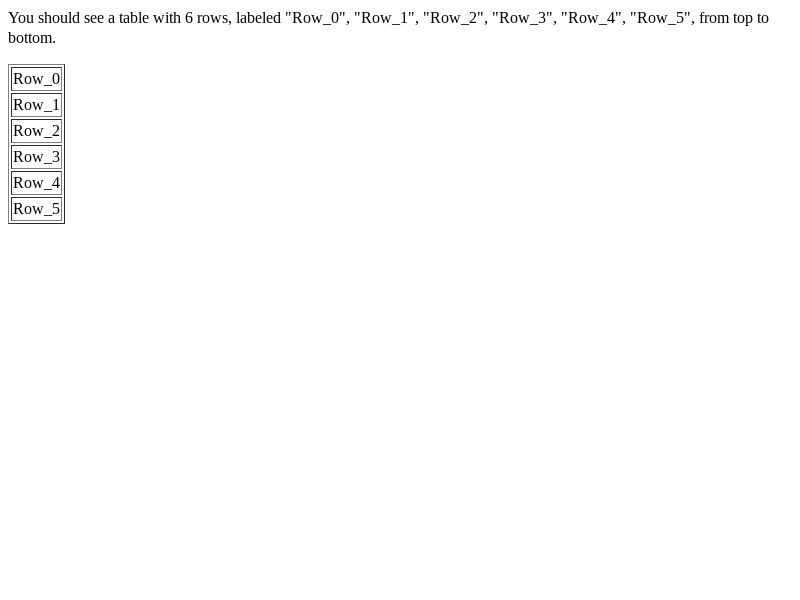 You should see a table with 6 rows, labeled "Row_0", "Row_1", "Row_2", "Row_3", "Row_4", "Row_5", from top to
bottom.
Row_0
Row_1
Row_2
Row_3
Row_4
Row_5